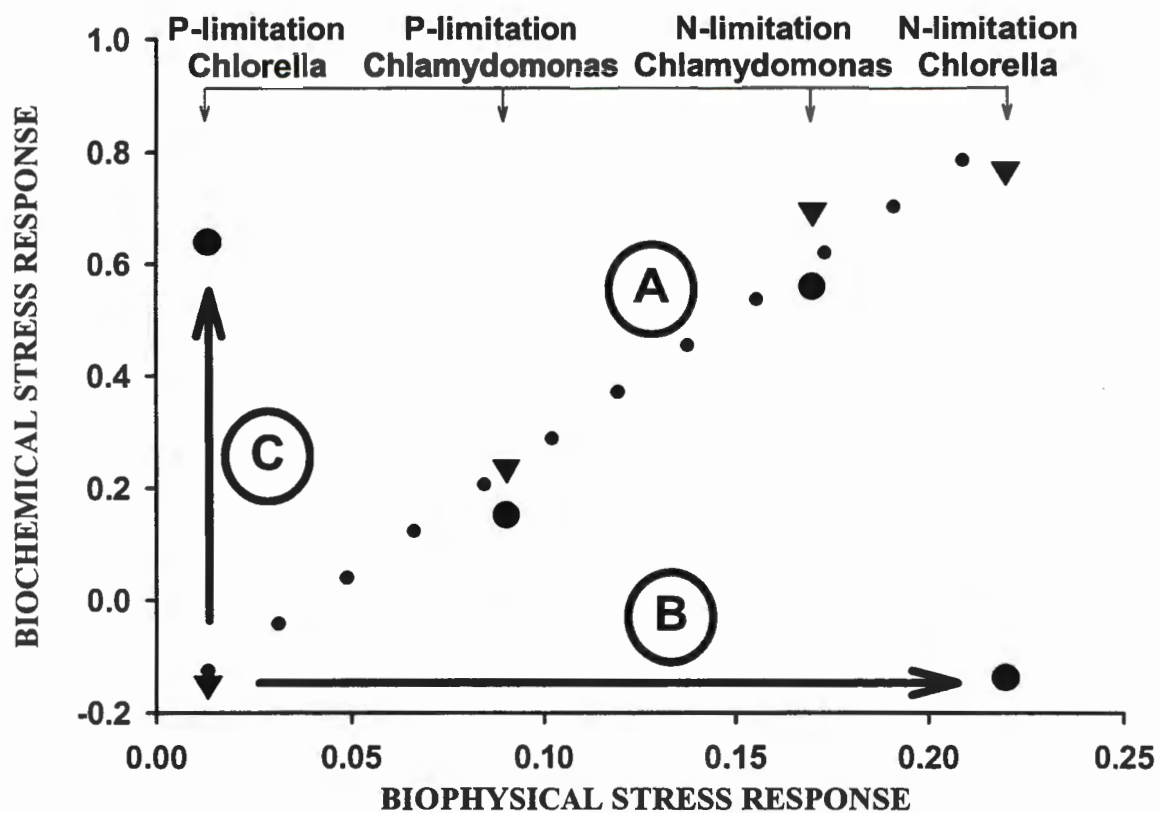 P-limitation P-limitation N-limitation N-limitation
Chlorella Chlamydomonas Chlamydomonas Chlorella
1.0
0.8
0.6
0.4
0.2
0.0
-0.2
BIOCHEMICAL STRESS RESPONSE
A
C
B
0.00 0.05 0.10 0.15 0.20 0.25
BIOPHYSICAL STRESS RESPONSE